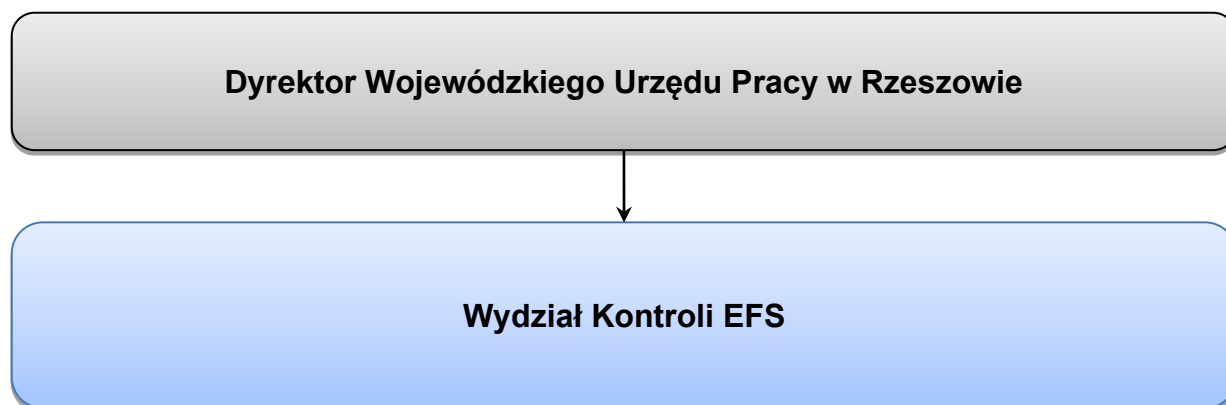 Dyrektor Wojewódzkiego Urzędu Pracy w Rzeszowie
Wydział Kontroli EFS